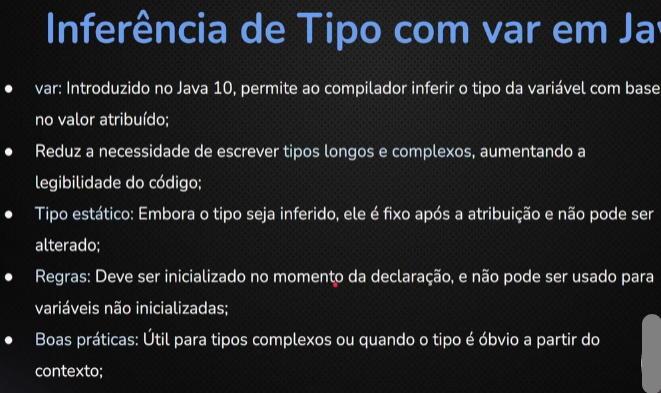 Inferência de Tipo com var em Ja
● var: Introduzido no Java 10, permite ao compilador inferir o tipo da variável com base
no valor atribuído;
● Reduz a necessidade de escrever tipos longos e complexos, aumentando a
legibilidade do código;
● Tipo estático: Embora o tipo seja inferido, ele é fixo após a atribuição e não pode ser
alterado;
● Regras: Deve ser inicializado no momento da declaração, e não pode ser usado para
variáveis não inicializadas;
● Boas práticas: Útil para tipos complexos ou quando o tipo é óbvio a partir do
contexto;